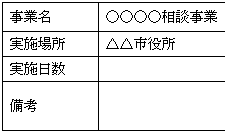 事業名 ○○○○相談事業
実施場所 △△市役所
実施日数
備考